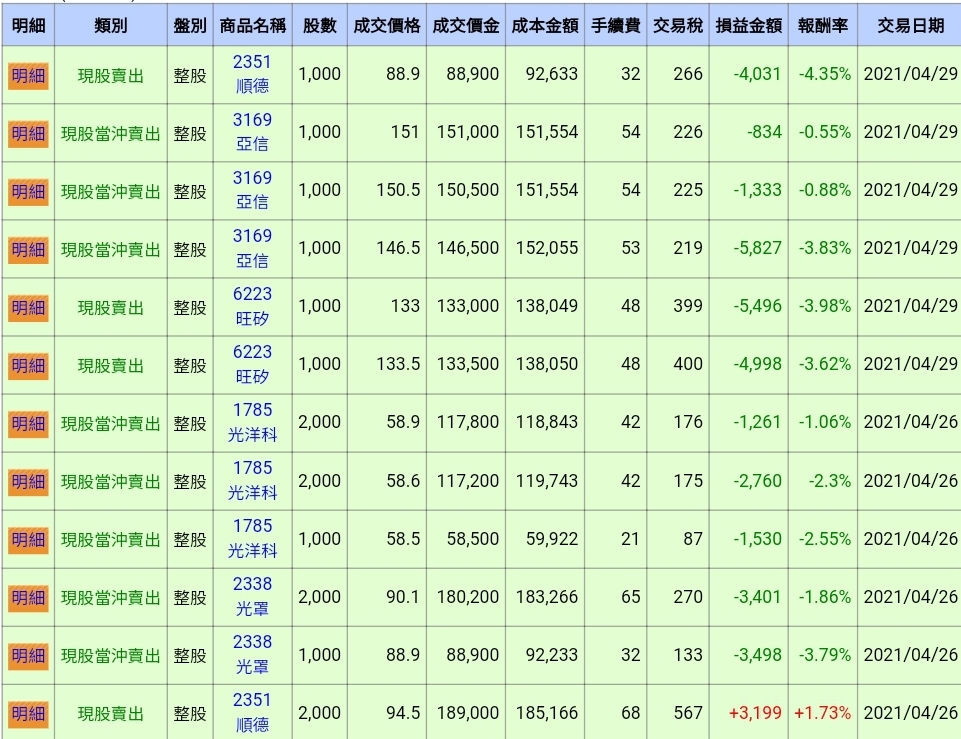 明細 類別 盤別 商品名稱 股數 成交價格 成交價金 成本金額 手續費 交易稅 損益金額 報酬率 交易日期
明細 現股賣出 整股 2351 順德 1,000 88.9 88,900 92,633 32 266 -4,031 -4.35% 2021/04/29
明細 現股當沖賣出 整股 3169 亞信 1,000 151 151,000 151,554 54 226 -834 -0.55% 2021/04/29
明細 現股當沖賣出 整股 3169 亞信 1,000 150.5 150,500 151,554 54 225 -1,333 -0.88% 2021/04/29
明細 現股當沖賣出 整股 3169 亞信 1,000 146.5 146,500 152,055 53 219 -5,827 -3.83% 2021/04/29
明細 現股賣出 整股 6223 旺矽 1,000 133 133,000 138,049 48 399 -5,496 -3.98% 2021/04/29
明細 現股賣出 整股 6223 旺矽 1,000 133.5 133,500 138,050 48 400 -4,998 -3.62% 2021/04/29
明細 現股當沖賣出 整股 1785 光洋科 2,000 58.9 117,800 118,843 42 176 -1,261 -1.06% 2021/04/26
明細 現股當沖賣出 整股 1785 光洋科 2,000 58.6 117,200 119,743 42 175 -2,760 -2.3% 2021/04/26
明細 現股當沖賣出 整股 1785 光洋科 1,000 58.5 58,500 59,922 21 87 -1,530 -2.55% 2021/04/26
明細 現股當沖賣出 整股 2338 光罩 2,000 90.1 180,200 183,266 65 270 -3,401 -1.86% 2021/04/26
明細 現股當沖賣出 整股 2338 光罩 1,000 88.9 88,900 92,233 32 133 -3,498 -3.79% 2021/04/26
明細 現股賣出 整股 2351 順德 2,000 94.5 189,000 185,166 68 567 +3,199 +1.73% 2021/04/26